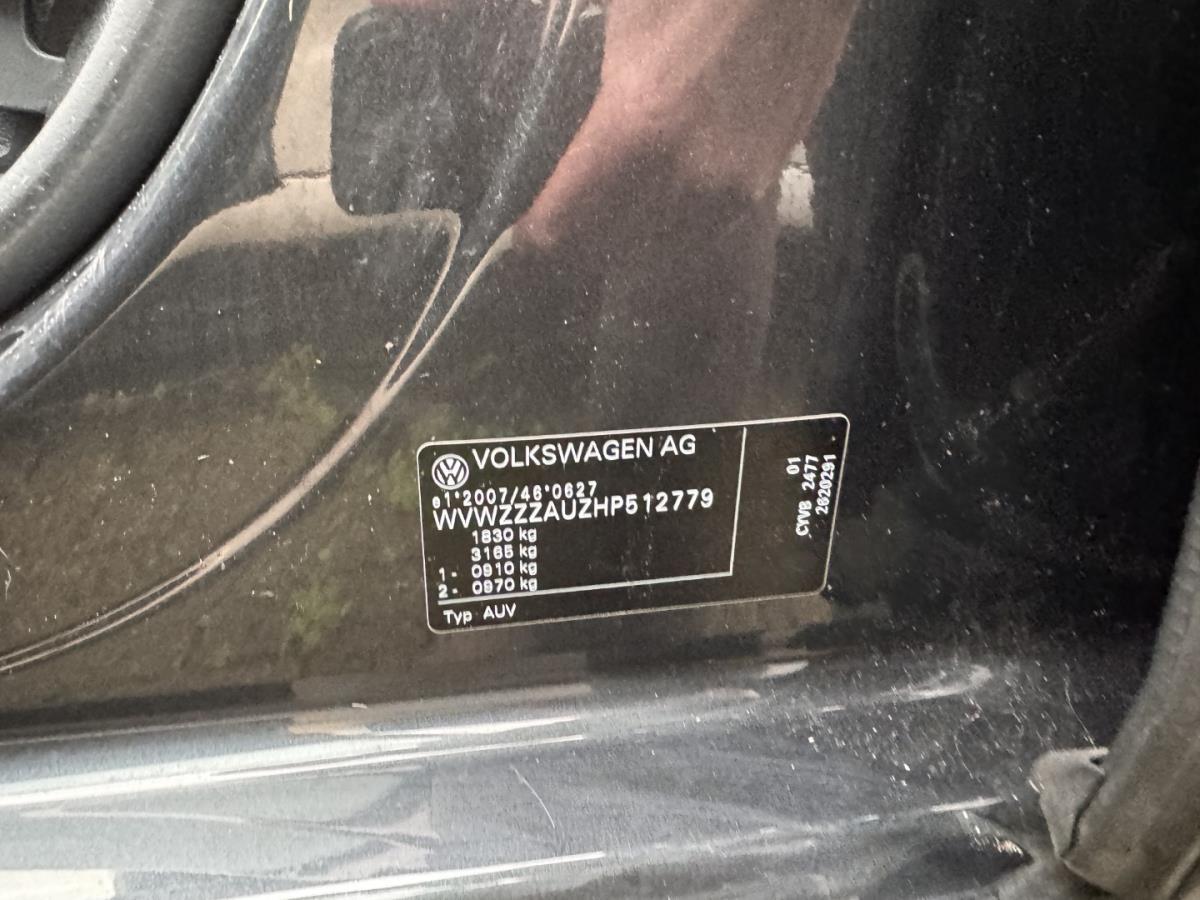 VOLKSWAGEN AG
e1*2007/46*0627
WVWZZZAUZHP512779
1830 kg
3165 kg
1- 0910 kg
2- 0970 kg
Typ AUV
01
CYVB 2477
2620291